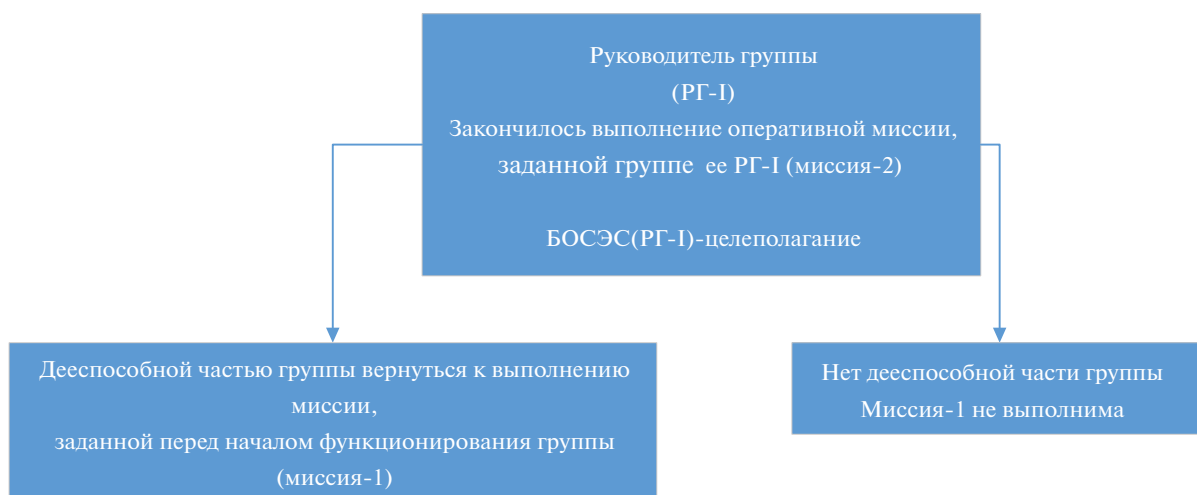 Руководитель группы
(РГ-I)
Закончилось выполнение оперативной миссии,
заданной группе ее РГ-I (миссия-2)
БОСЭС(РГ-I)-целеполагание
Дееспособной частью группы вернуться к выполнению
миссии,
заданной перед началом функционирования группы
(миссия-1)
Нет дееспособной части группы
Миссия-1 не выполнима